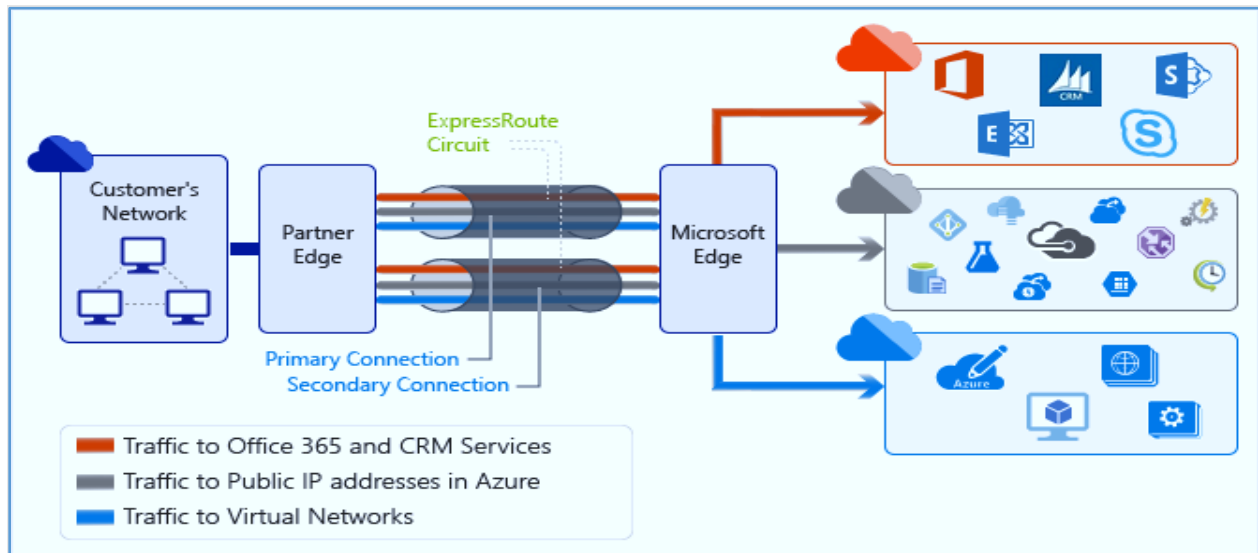 ExpressRoute
Circuit
Customer's
Network
Partner
Edge
Microsoft
Edge
Primary Connection
Secondary Connection
CRM
S
E
S
Azure
Traffic to Office 365 and CRM Services
Traffic to Public IP addresses in Azure
Traffic to Virtual Networks